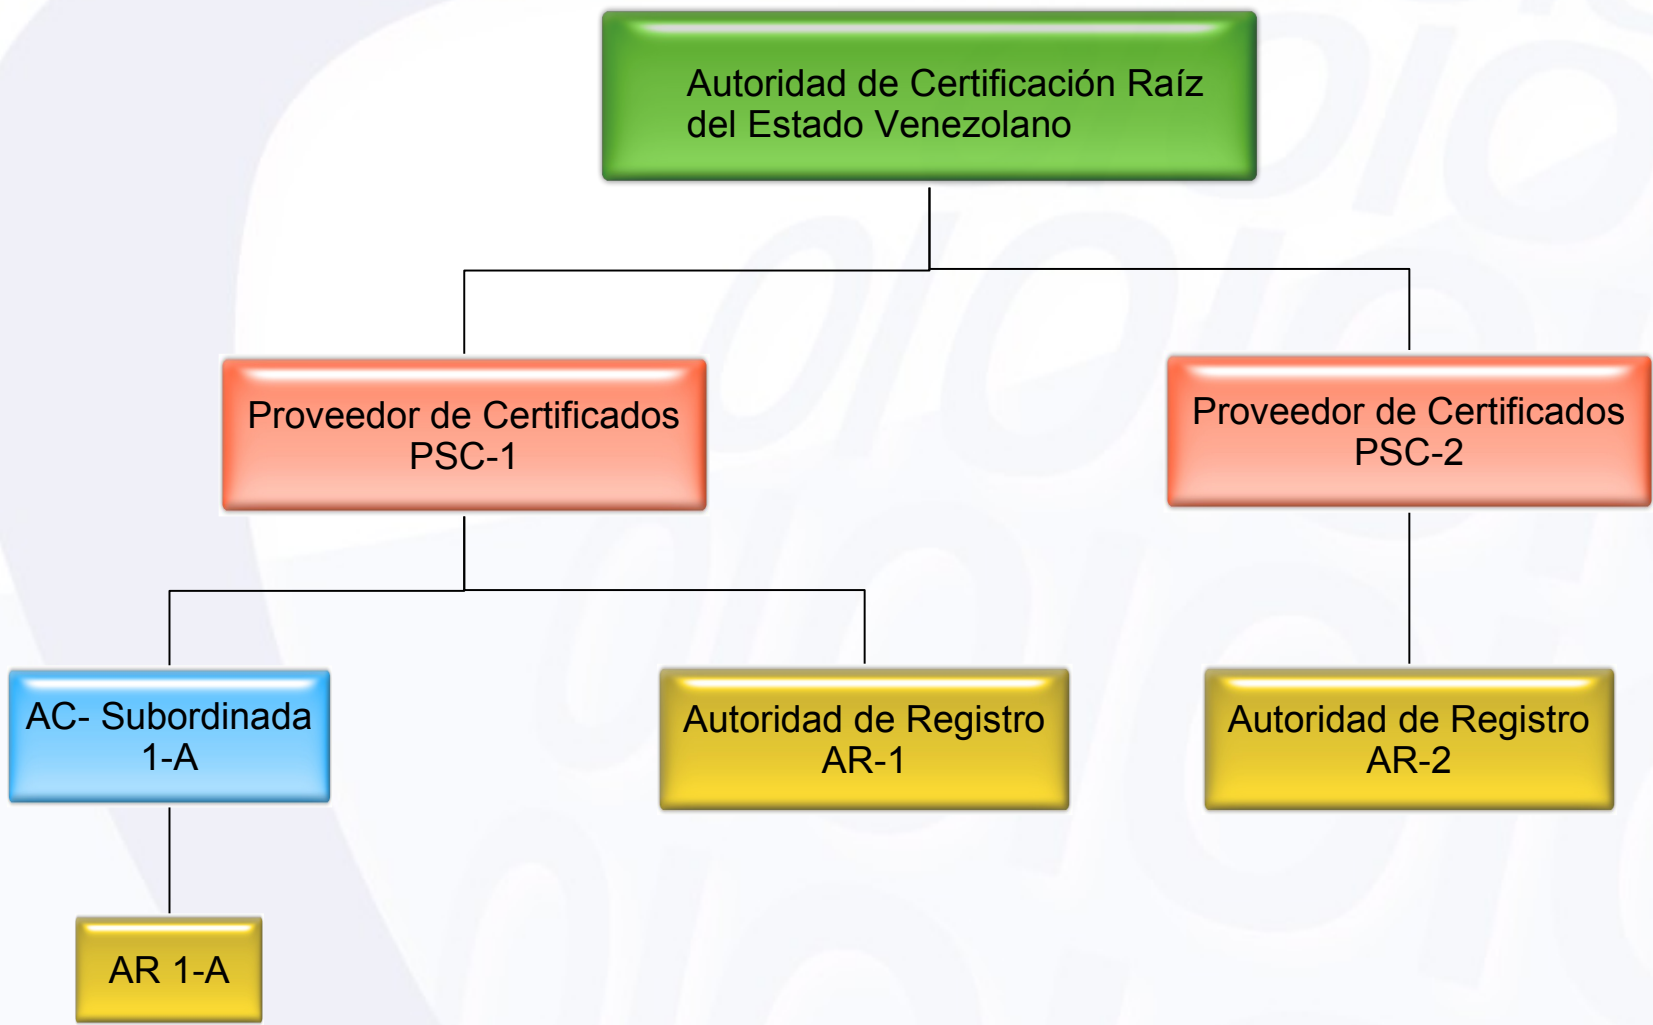 Autoridad de Certificación Raíz
del Estado Venezolano
Proveedor de Certificados
PSC-1
Proveedor de Certificados
PSC-2
AC- Subordinada
1-A
Autoridad de Registro
AR-1
Autoridad de Registro
AR-2
AR 1-A